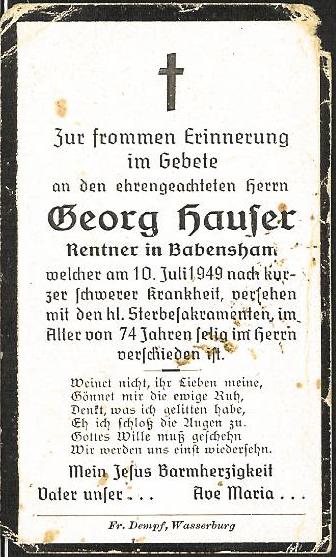 Zur frommen Erinnerung
im Gebete
an den ehrengeachteten Herrn
Georg Hauser
Rentner in Babensham
welcher am 10. Juli 1949 nach kur-
zer schwerer Krankheit, versehen
mit den hl. Sterbesakramenten, im
Alter von 74 Jahren selig im Herrn
verschieden ist.
Weinet nicht, ihr Lieben meine,
Gönnet mir die ewige Ruh,
Denkt, was ich gelitten habe,
Eh ich schloß die Augen zu.
Gottes Wille muß geschehn
Wir werden uns einst wiedersehn.
Mein Jesus Barmherzigkeit
Vater unser . . . Ave Maria . . .
Fr. Dempf, Wasserburg